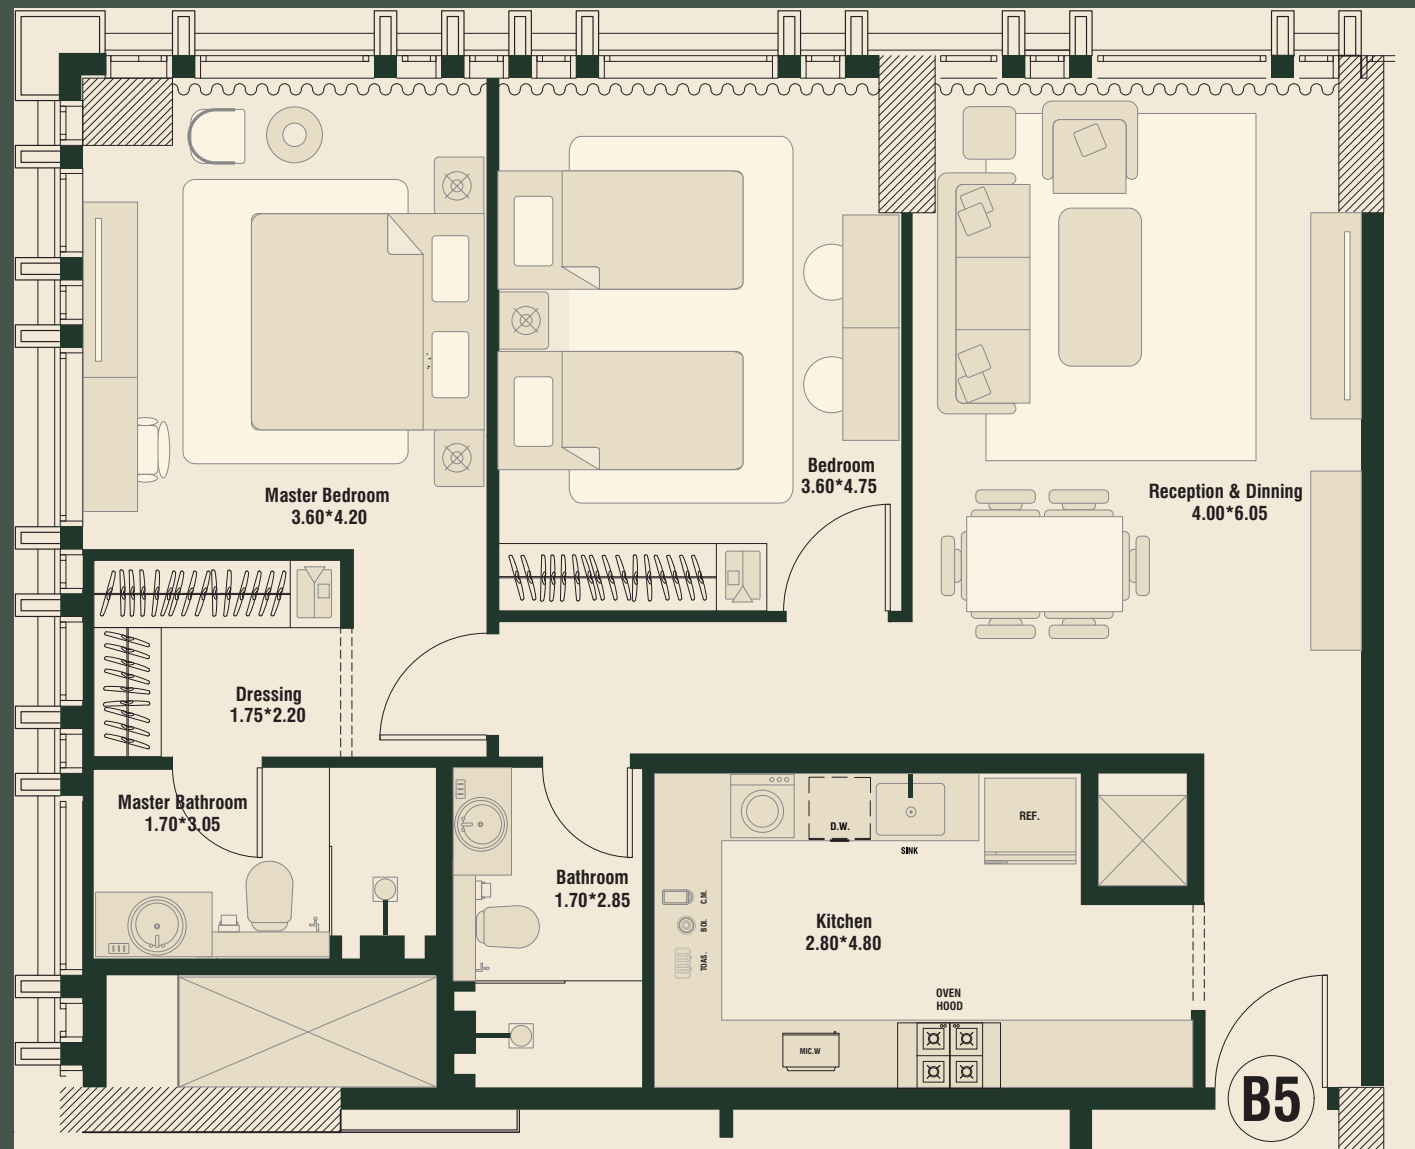 Bedroom
3.60*4.75
Master Bedroom
3.60*4.20
Reception & Dinning
4.00*6.05
Dressing
1.75*2.20
Master Bathroom
1.70*3.05
D.W.
SINK
REF.
Bathroom
1.70*2.85
C.M.
BOI.
TOAS.
Kitchen
2.80*4.80
OVEN
HOOD
MIC.W
B5